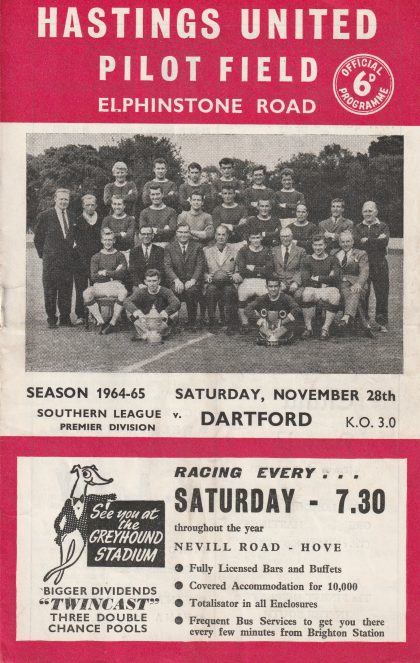 HASTINGS UNITED
PILOT FIELD
ELPHINSTONE ROAD
OFFICIAL
6D
PROGRAMME
SEASON 1964-65 SATURDAY, NOVEMBER 28th
SOUTHERN LEAGUE v. DARTFORD K.O. 3.0
PREMIER DIVISION
RACING EVERY . . .
SATURDAY - 7.30
throughout the year
NEVILL ROAD - HOVE
● Fully Licensed Bars and Buffets
● Covered Accommodation for 10,000
● Totalisator in all Enclosures
● Frequent Bus Services to get you there
every few minutes from Brighton Station
See you at
the
GREYHOUND
STADIUM
BIGGER DIVIDENDS
"TWINCAST"
THREE DOUBLE
CHANCE POOLS